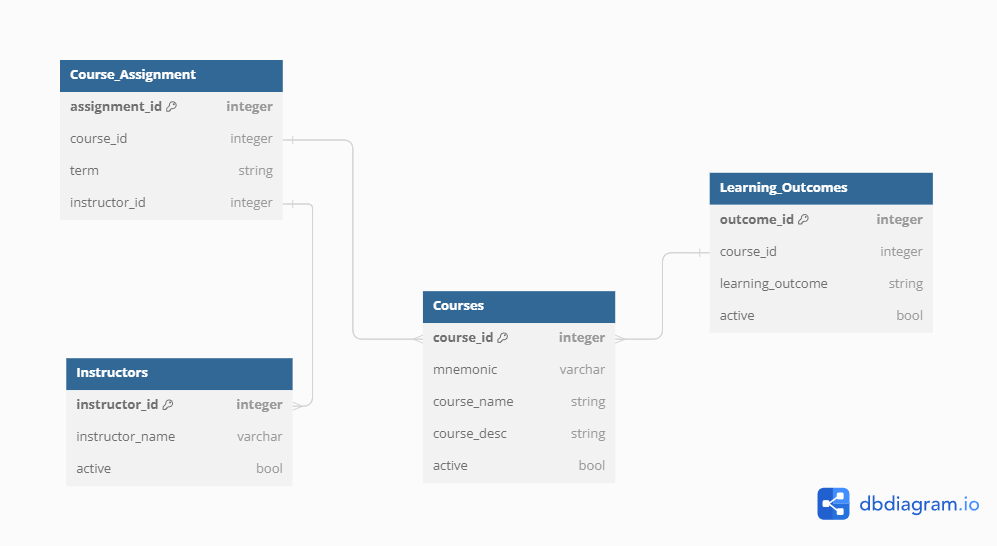 Course_Assignment
assignment_id integer
course_id integer
term string
instructor_id integer
Learning_Outcomes
outcome_id integer
course_id integer
learning_outcome string
active bool
Courses
course_id integer
mnemonic varchar
course_name string
course_desc string
active bool
Instructors
instructor_id integer
instructor_name varchar
active bool
dbdiagram.io